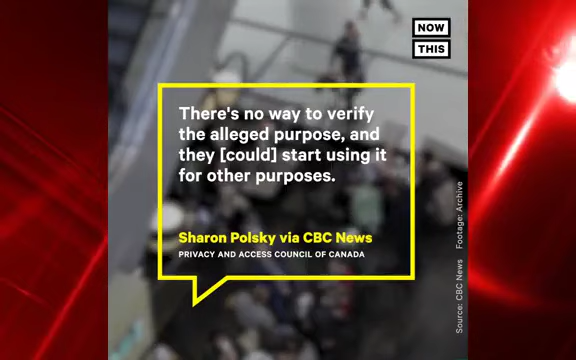 NOW
THIS
There's no way to verify
the alleged purpose, and
they [could] start using it
for other purposes.
Sharon Polsky via CBC News
PRIVACY AND ACCESS COUNCIL OF CANADA
Source: CBC News Footage: Archive